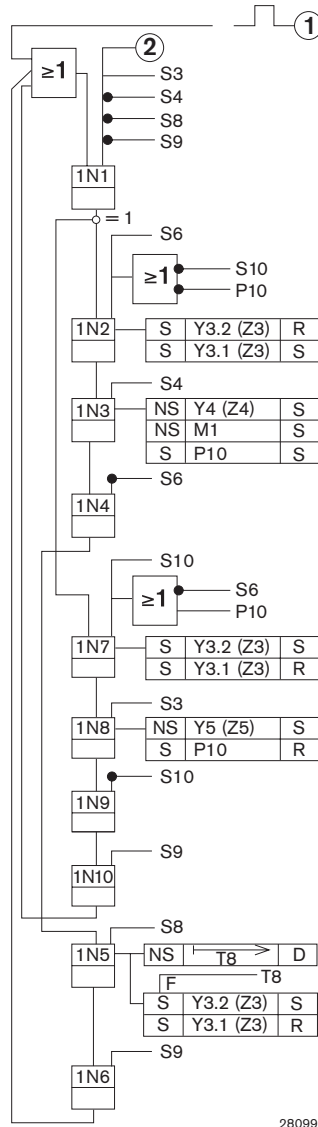 1
≥1
2
S3
S4
S8
S9
1N1
= 1
S6
≥1
S10
P10
1N2
S Y3.2 (Z3) R
S Y3.1 (Z3) S
S4
1N3
NS Y4 (Z4) S
NS M1 S
S P10 S
S6
1N4
S10
≥1
S6
P10
1N7
S Y3.2 (Z3) S
S Y3.1 (Z3) R
S3
1N8
NS Y5 (Z5) S
S P10 R
S10
1N9
S9
1N10
S8
1N5
NS T8 D
F T8
S Y3.2 (Z3) S
S Y3.1 (Z3) R
S9
1N6
28099